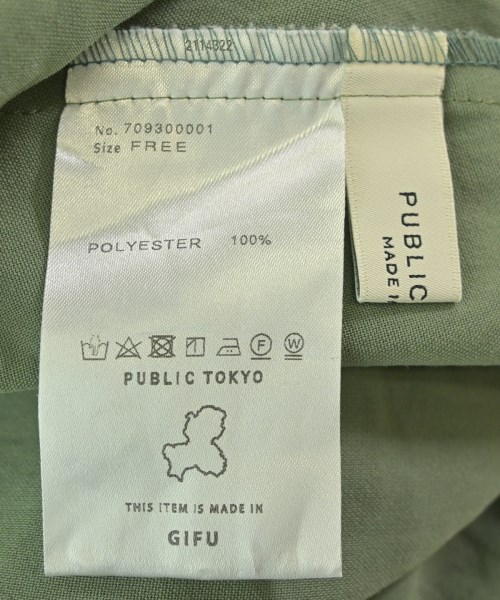 2114322
No. 709300001
Size FREE
POLYESTER 100%
F W
PUBLIC TOKYO
THIS ITEM IS MADE IN
GIFU
PUBLIC
MADE